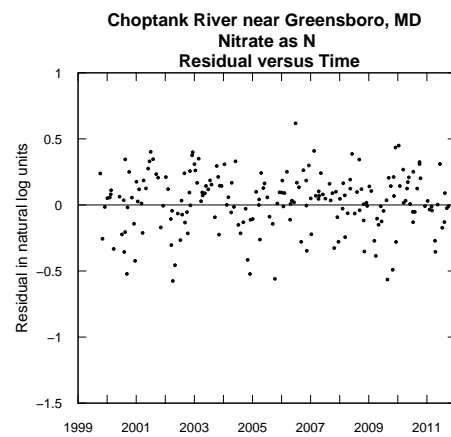 Choptank River near Greensboro, MD
Nitrate as N
Residual versus Time
Residual in natural log units
1
0.5
0
−0.5
−1
−1.5
1999 2001 2003 2005 2007 2009 2011